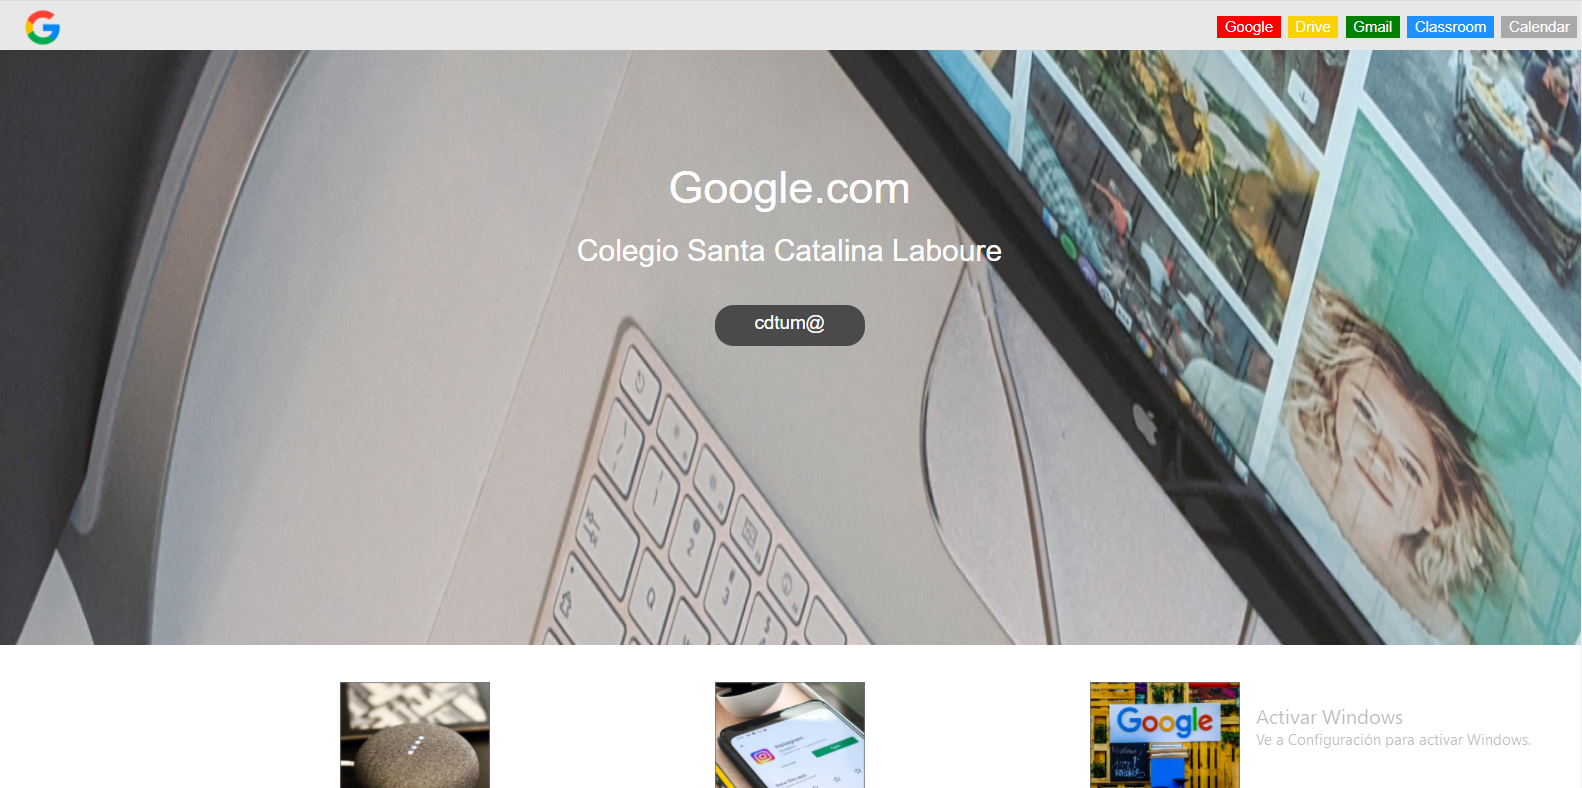 Google Drive Gmail Classroom Calendar
Google.com
Colegio Santa Catalina Laboure
cdtum@
Instagram
Google
Activar Windows
Ve a Configuración para activar Windows.